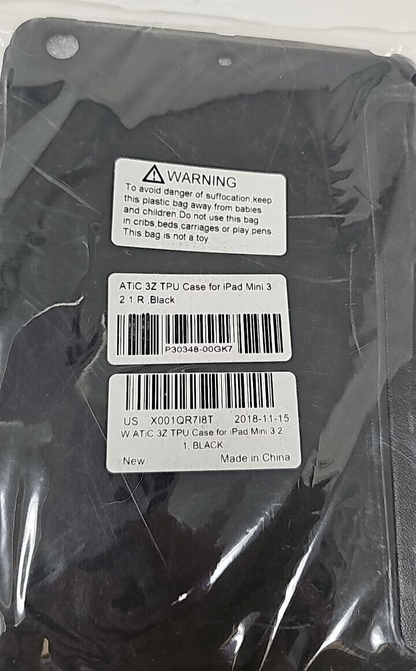 WARNING
To avoid danger of suffocation,keep
this plastic bag away from babies
and children.Do not use this bag
in cribs,beds carriages or play pens.
This bag is not a toy
ATiC 3Z TPU Case for iPad Mini 3
2 1 R ,Black
P30348-00GK7
US X001QR7I8T 2018-11-15
W ATiC 3Z TPU Case for iPad Mini 3 2
1, BLACK
New Made in China